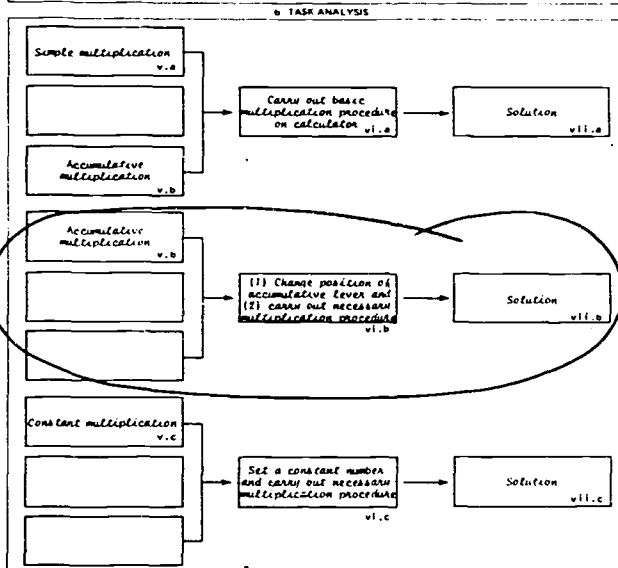 6 TASK ANALYSIS
Simple multiplication
v.a
Carry out basic
multiplication procedure
on calculator
vi.a
Solution
vii.a
Accumulative
multiplication
v.b
Accumulative
multiplication
v.b
(1) Change position of
accumulative lever and
(2) carry out necessary
multiplication procedure
vi.b
Solution
vii.b
Constant multiplication
v.c
Set a constant number
and carry out necessary
multiplication procedure
vi.c
Solution
vii.c